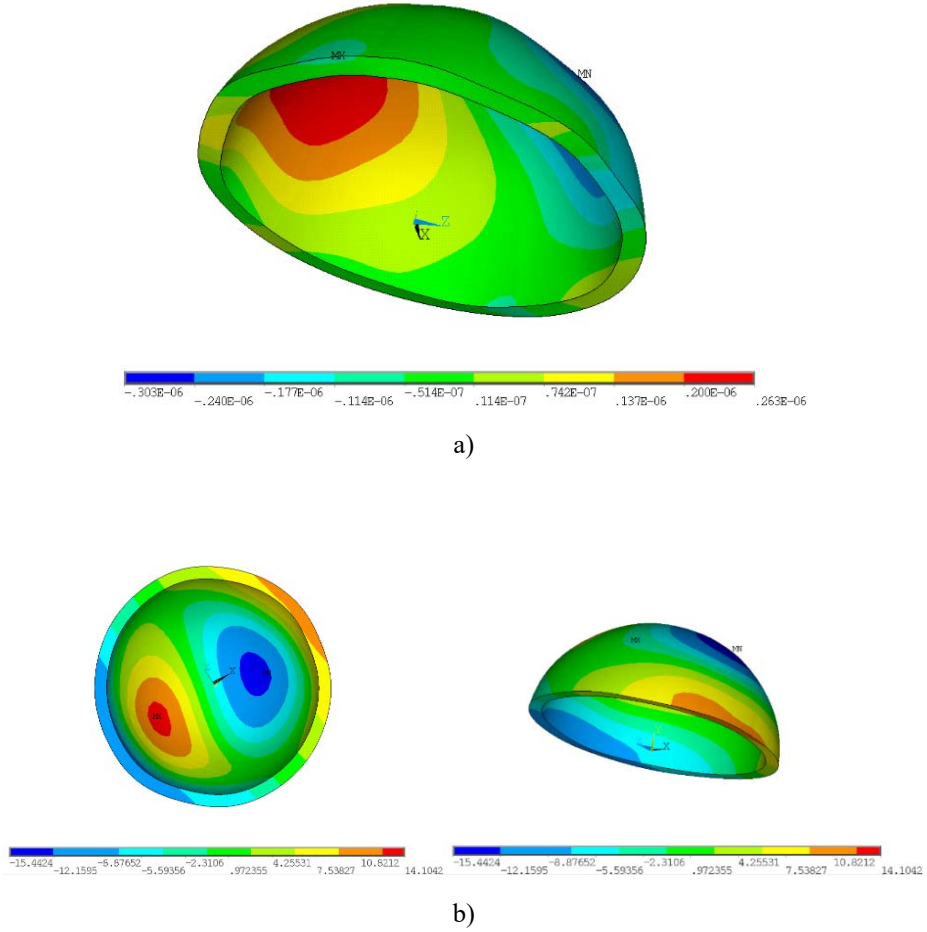 MN
MN
Z
X
-.303E-06 -.240E-06 -.177E-06 -.114E-06 -.514E-07 .114E-07 .742E-07 .137E-06 .200E-06 .263E-06
a)
X
MX
MX
MN
X
-15.4424 -12.1595 -8.87652 -5.59356 -2.3106 .972355 4.25531 7.53827 10.8212 14.1042
-15.4424 -12.1595 -8.87652 -5.59356 -2.3106 .972355 4.25531 7.53827 10.8212 14.1042
b)